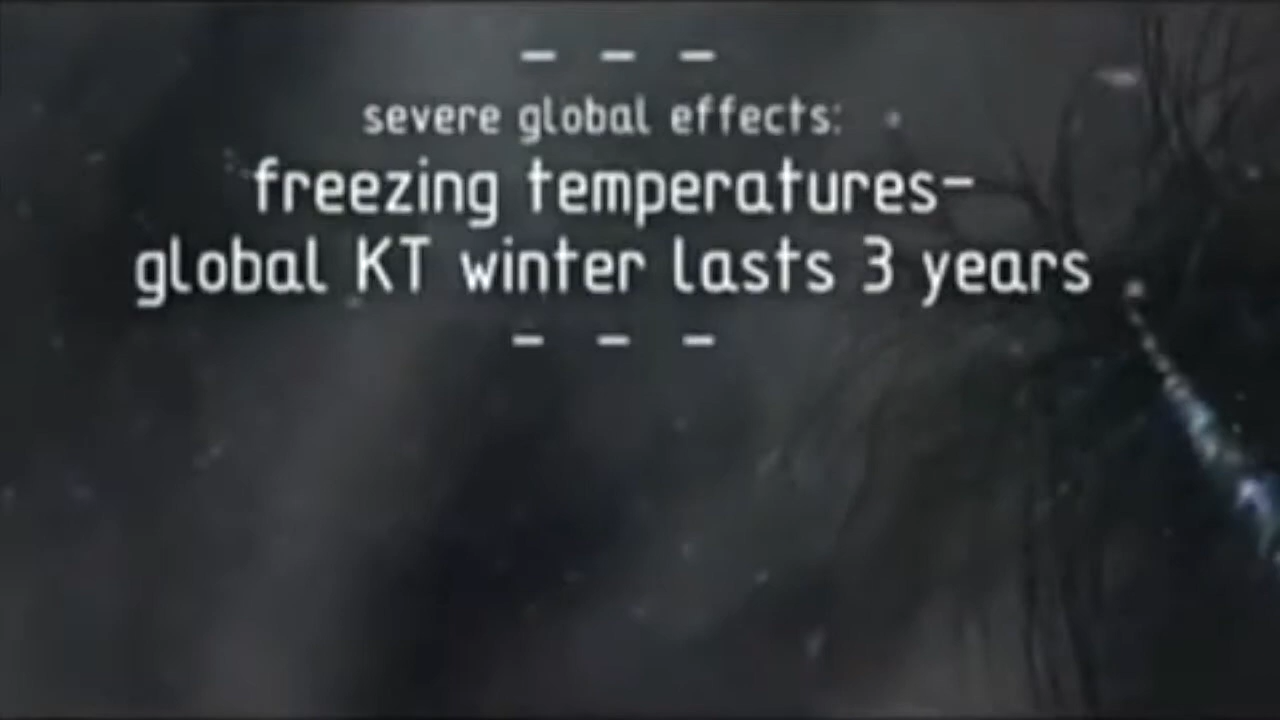 – – –
severe global effects:
freezing temperatures–
global KT winter lasts 3 years
– – –